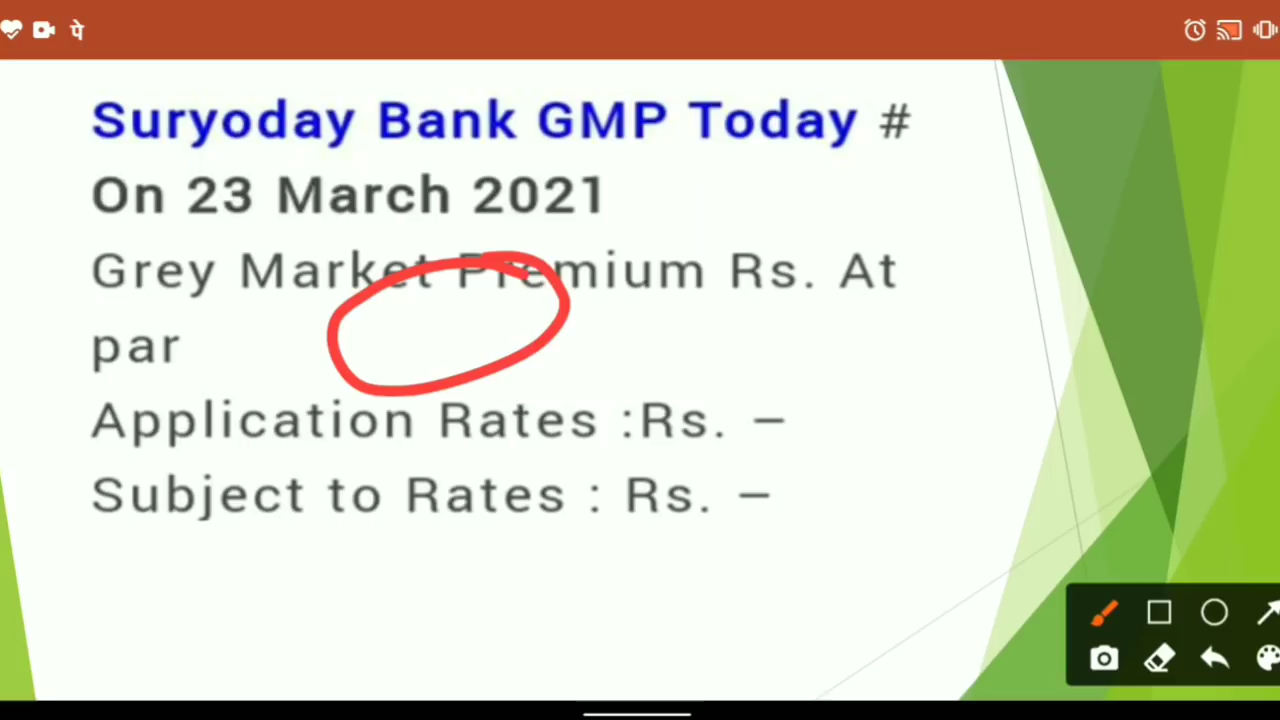 पे
Suryoday Bank GMP Today #
On 23 March 2021
Grey Market Premium Rs. At
par
Application Rates :Rs. –
Subject to Rates : Rs. –